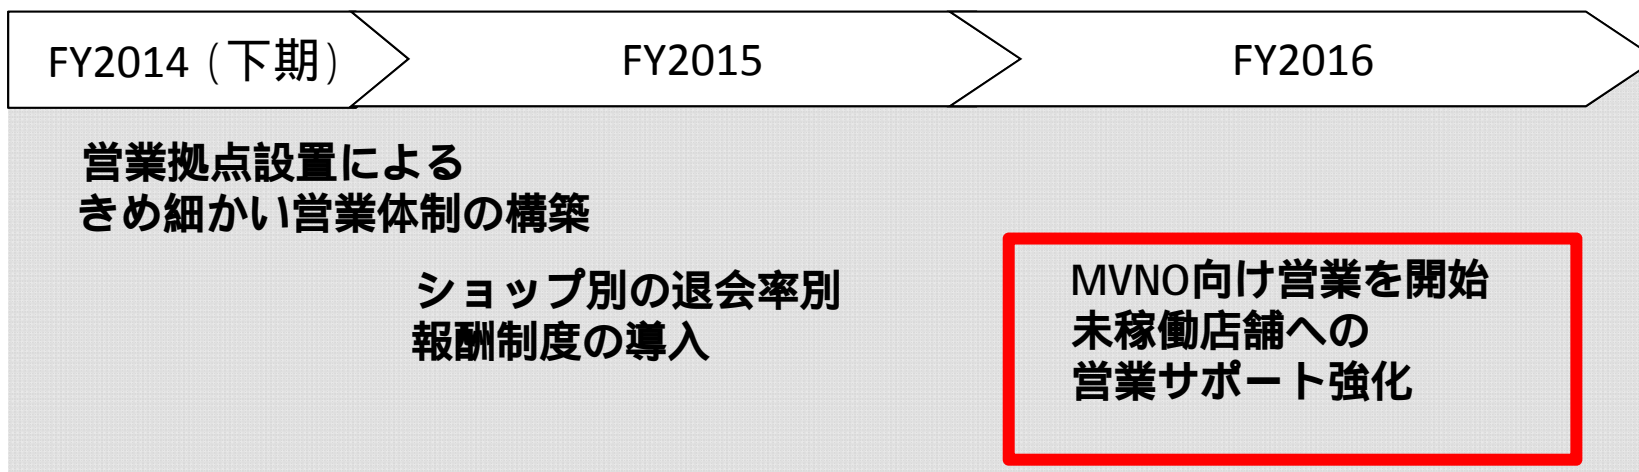 FY2014（下期）
FY2015
FY2016
営業拠点設置による
きめ細かい営業体制の構築
ショップ別の退会率別
報酬制度の導入
MVNO向け営業を開始
未稼働店舗への
営業サポート強化